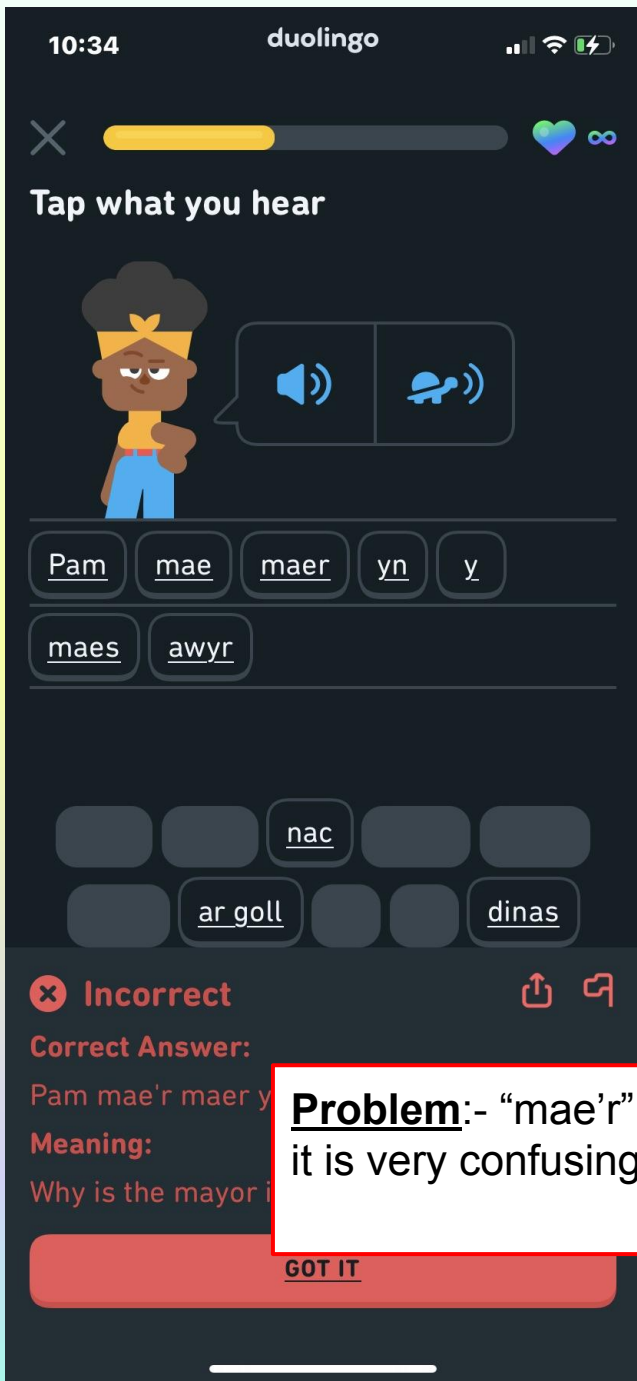 10:34
duolingo
∞
Tap what you hear
Pam mae maer yn y
maes awyr
nac
ar goll dinas
Incorrect
Correct Answer:
Pam mae'r maer y
Meaning:
Why is the mayor i
Problem:- “mae’r”
it is very confusing
GOT IT